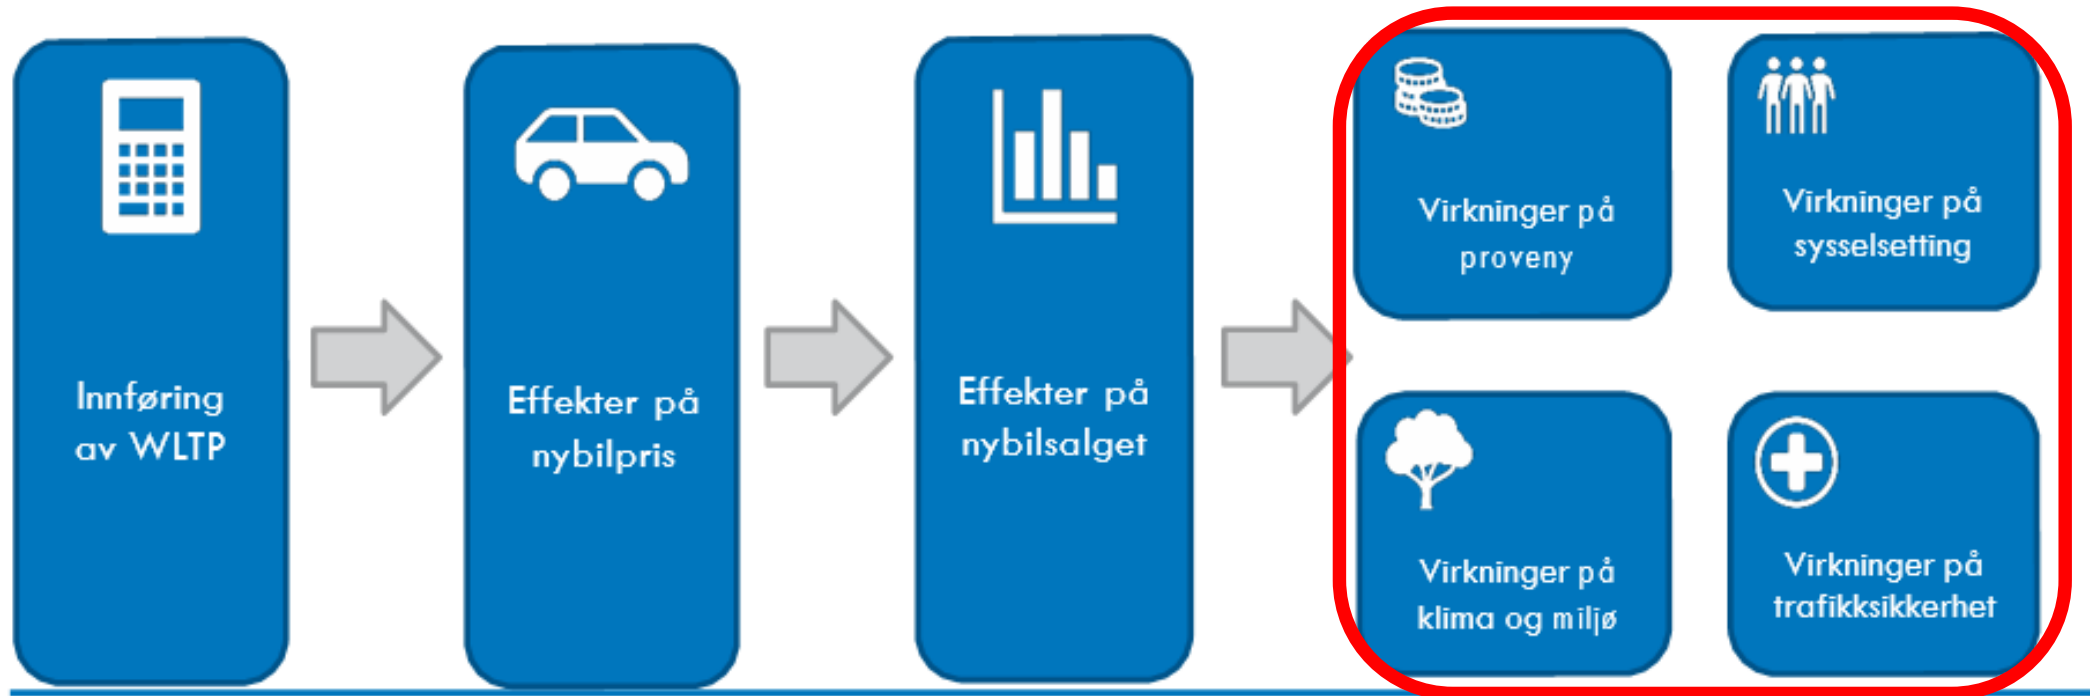 Innføring
av WLTP
Effekter på
nybilpris
Effekter på
nybilsalget
Virkninger på
proveny
Virkninger på
sysselsetting
Virkninger på
klima og miljø
Virkninger på
trafikksikkerhet